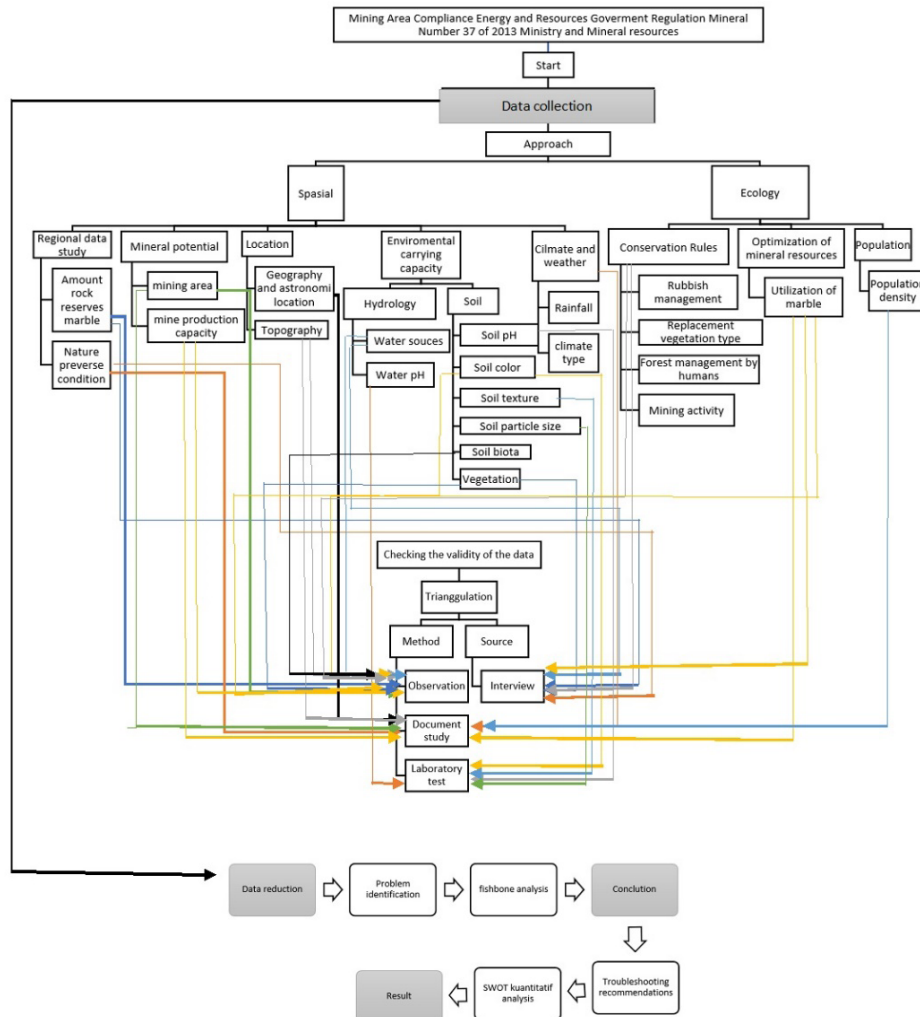 Mining Area Compliance Energy and Resources Goverment Regulation Mineral
Number 37 of 2013 Ministry and Mineral resources
Start
Data collection
Approach
Spasial
Ecology
Regional data
study
Amount
rock
reserves
marble
Nature
preverse
condition
Mineral potential
mining area
mine production
capacity
Location
Geography
and astronomi
location
Topography
Enviromental
carrying
capacity
Hydrology
Water souces
Water pH
Soil
Soil pH
Soil color
Soil texture
Soil particle size
Soil biota
Vegetation
Cilmate and
weather
Rainfall
climate
type
Conservation Rules
Rubbish
management
Replacement
vegetation type
Forest management
by humans
Mining activity
Optimization of
mineral resources
Utilization of
marble
Population
Population
density
Checking the validity of the data
Trianggulation
Method
Source
Observation
Interview
Document
study
Laboratory
test
Data reduction
Problem
identification
fishbone analysis
Conclution
Troubleshooting
recommendations
SWOT kuantitatif
analysis
Result